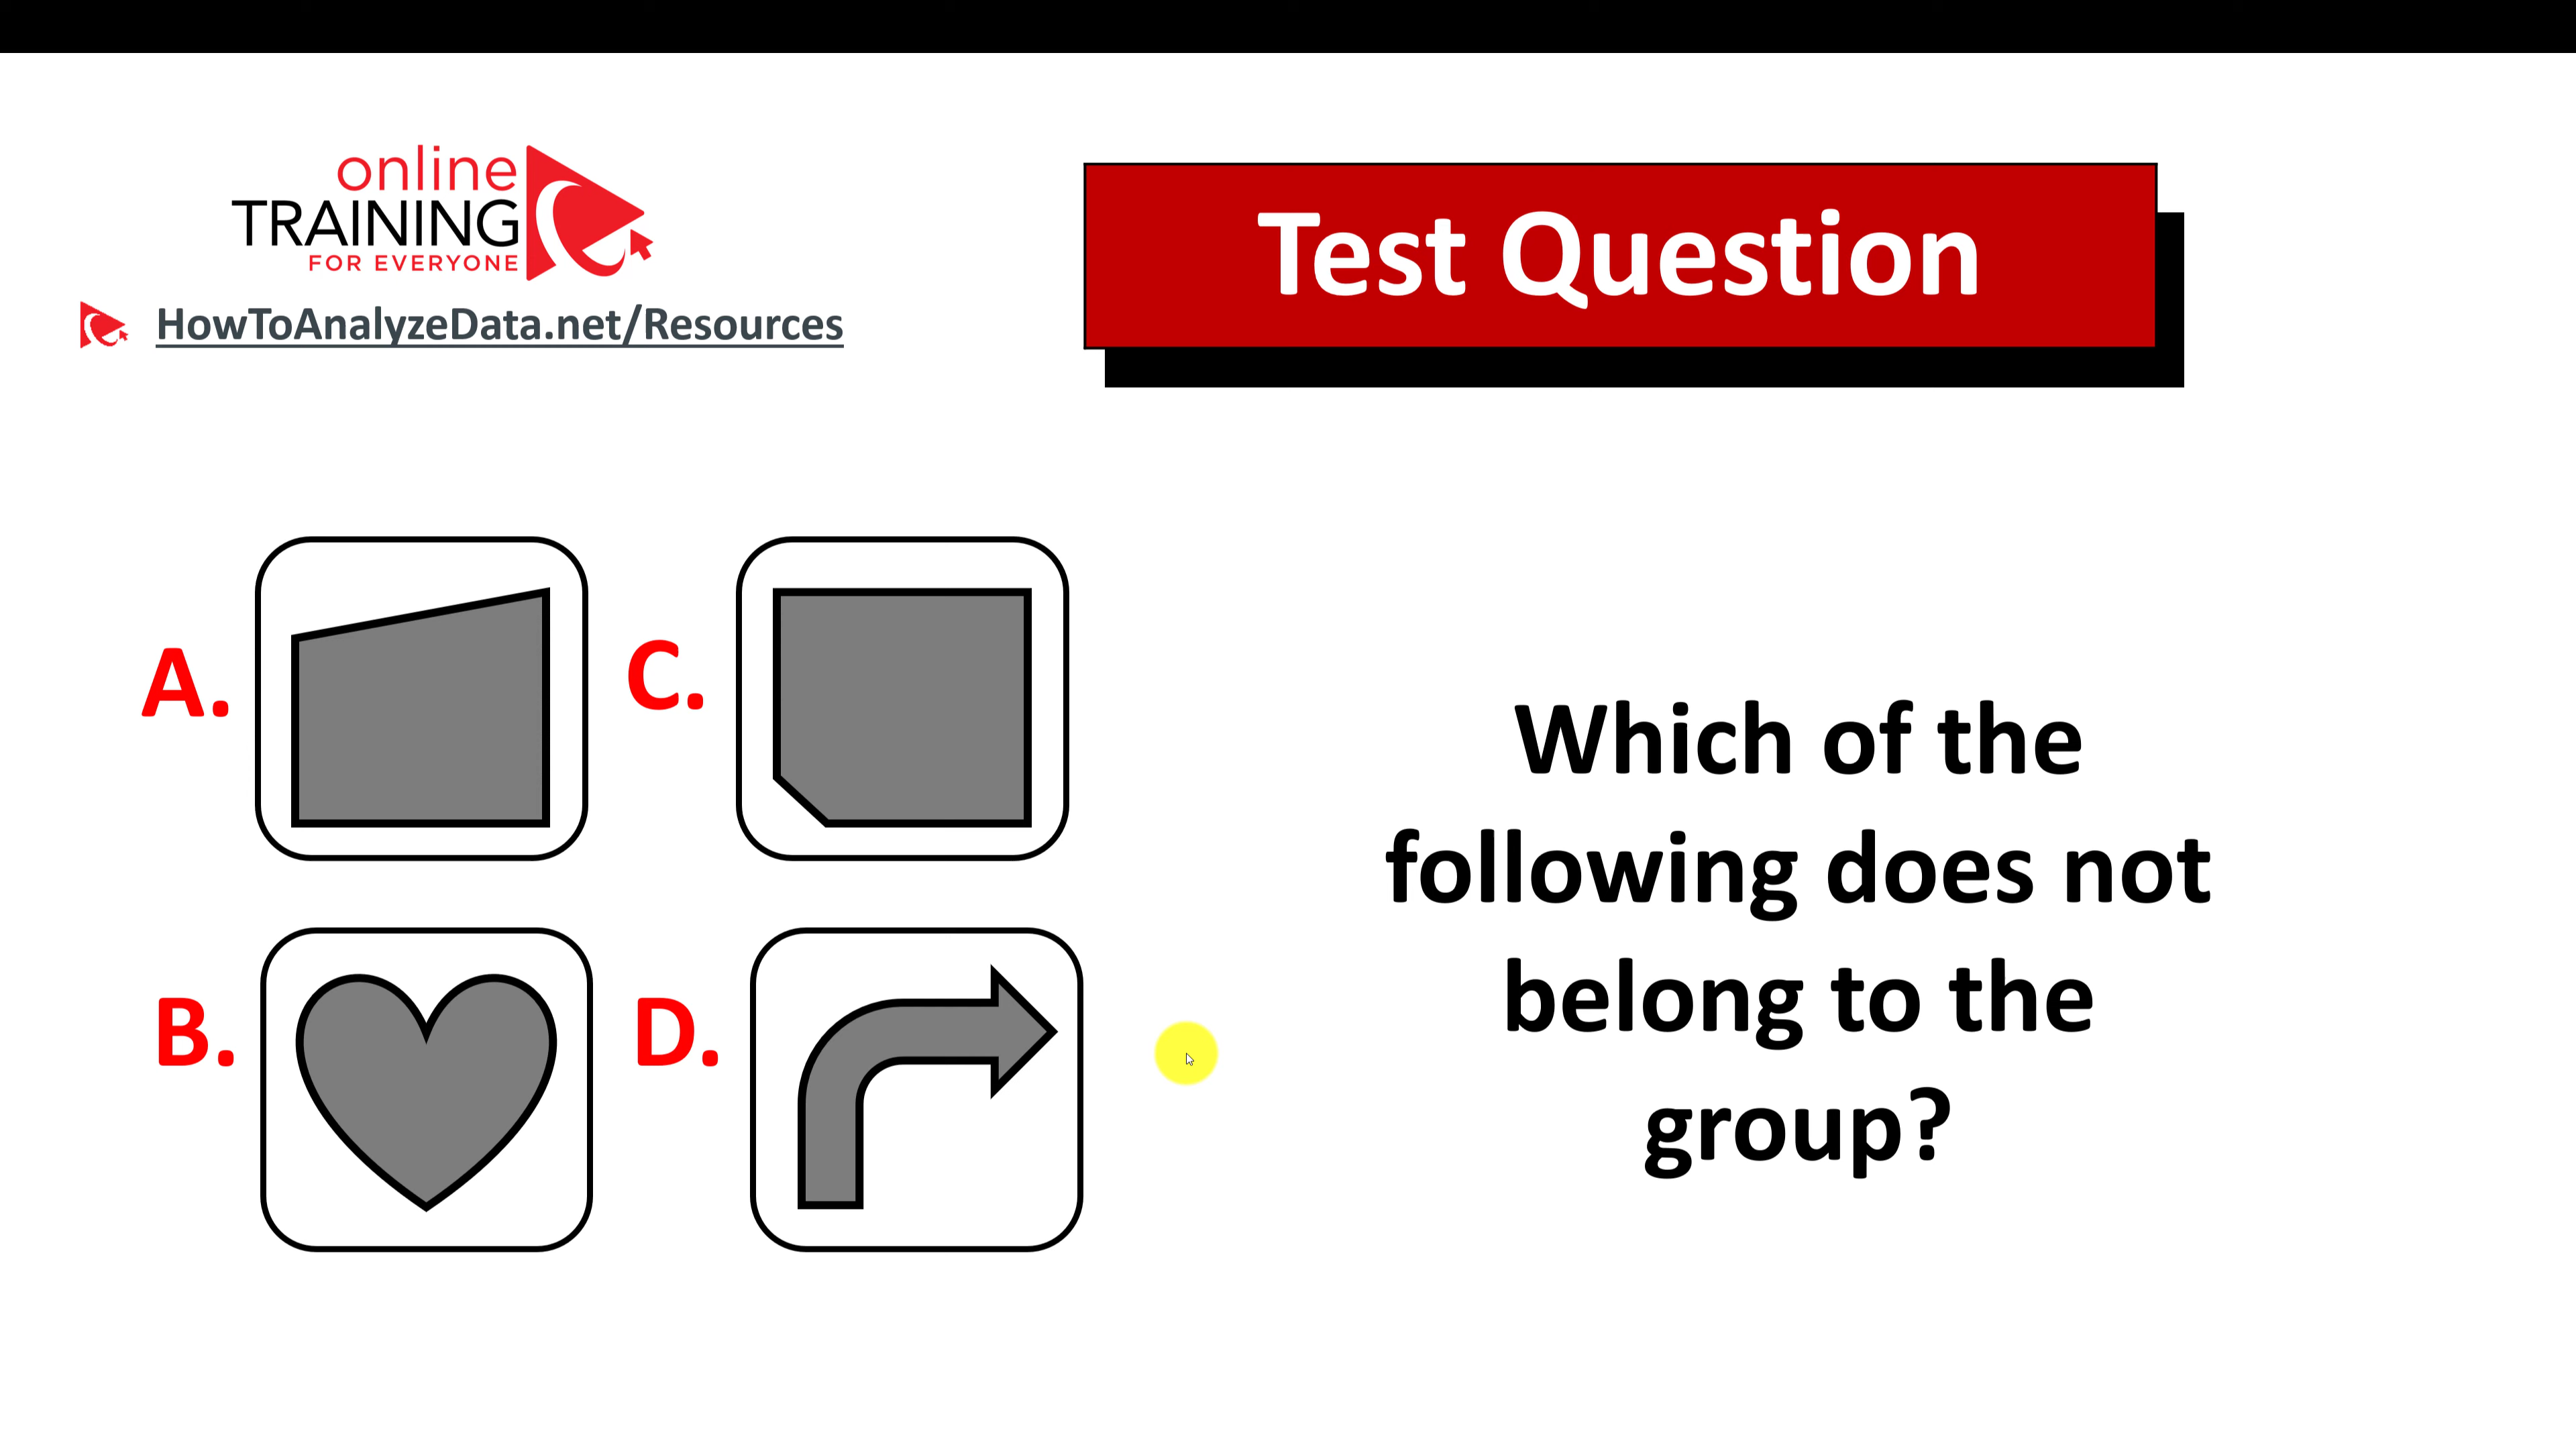 online
TRAINING
FOR EVERYONE
HowToAnalyzeData.net/Resources
Test Question
A.
C.
B.
D.
Which of the
following does not
belong to the
group?